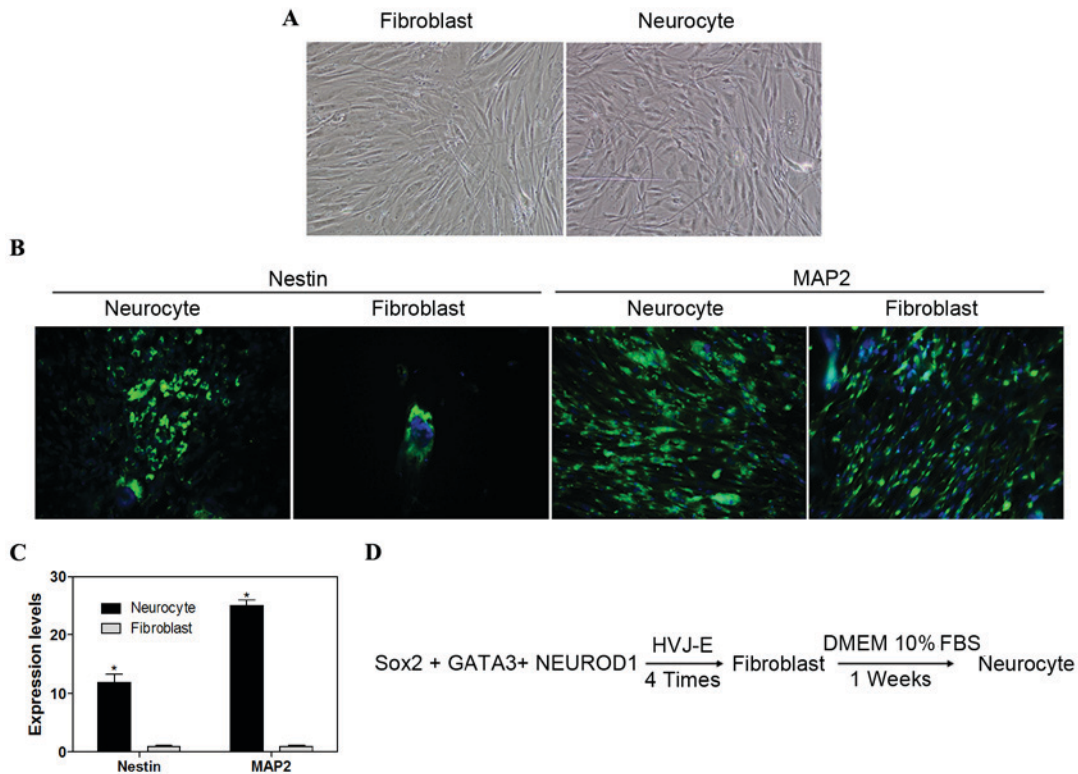 A
Fibroblast Neurocyte
B
Nestin MAP2
Neurocyte Fibroblast Neurocyte Fibroblast
C
Expression levels
30
20
10
0
* *
Neurocyte
Fibroblast
Nestin MAP2
D
Sox2 + GATA3+ NEUROD1 HVJ-E 4 Times Fibroblast DMEM 10% FBS 1 Weeks Neurocyte